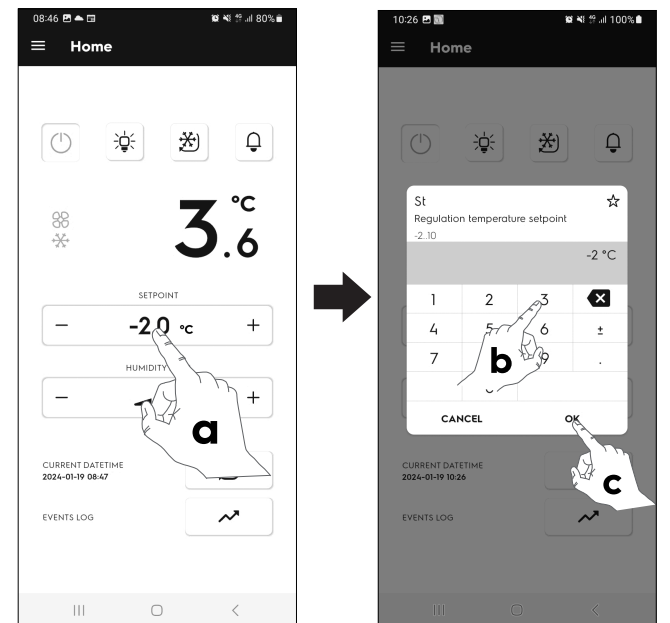 08:46 4G 80%
Home
3.6 °C
SETPOINT
− -2.0 °C +
HUMIDITY
− +
a
CURRENT DATETIME
2024-01-19 08:47
EVENTS LOG
10:26 4G 100%
Home
St
Regulation temperature setpoint
-2..10
-2 °C
1 2 3
4 5 6 ±
7 9 .
b
CANCEL OK
c
CURRENT DATETIME
2024-01-19 10:26
EVENTS LOG